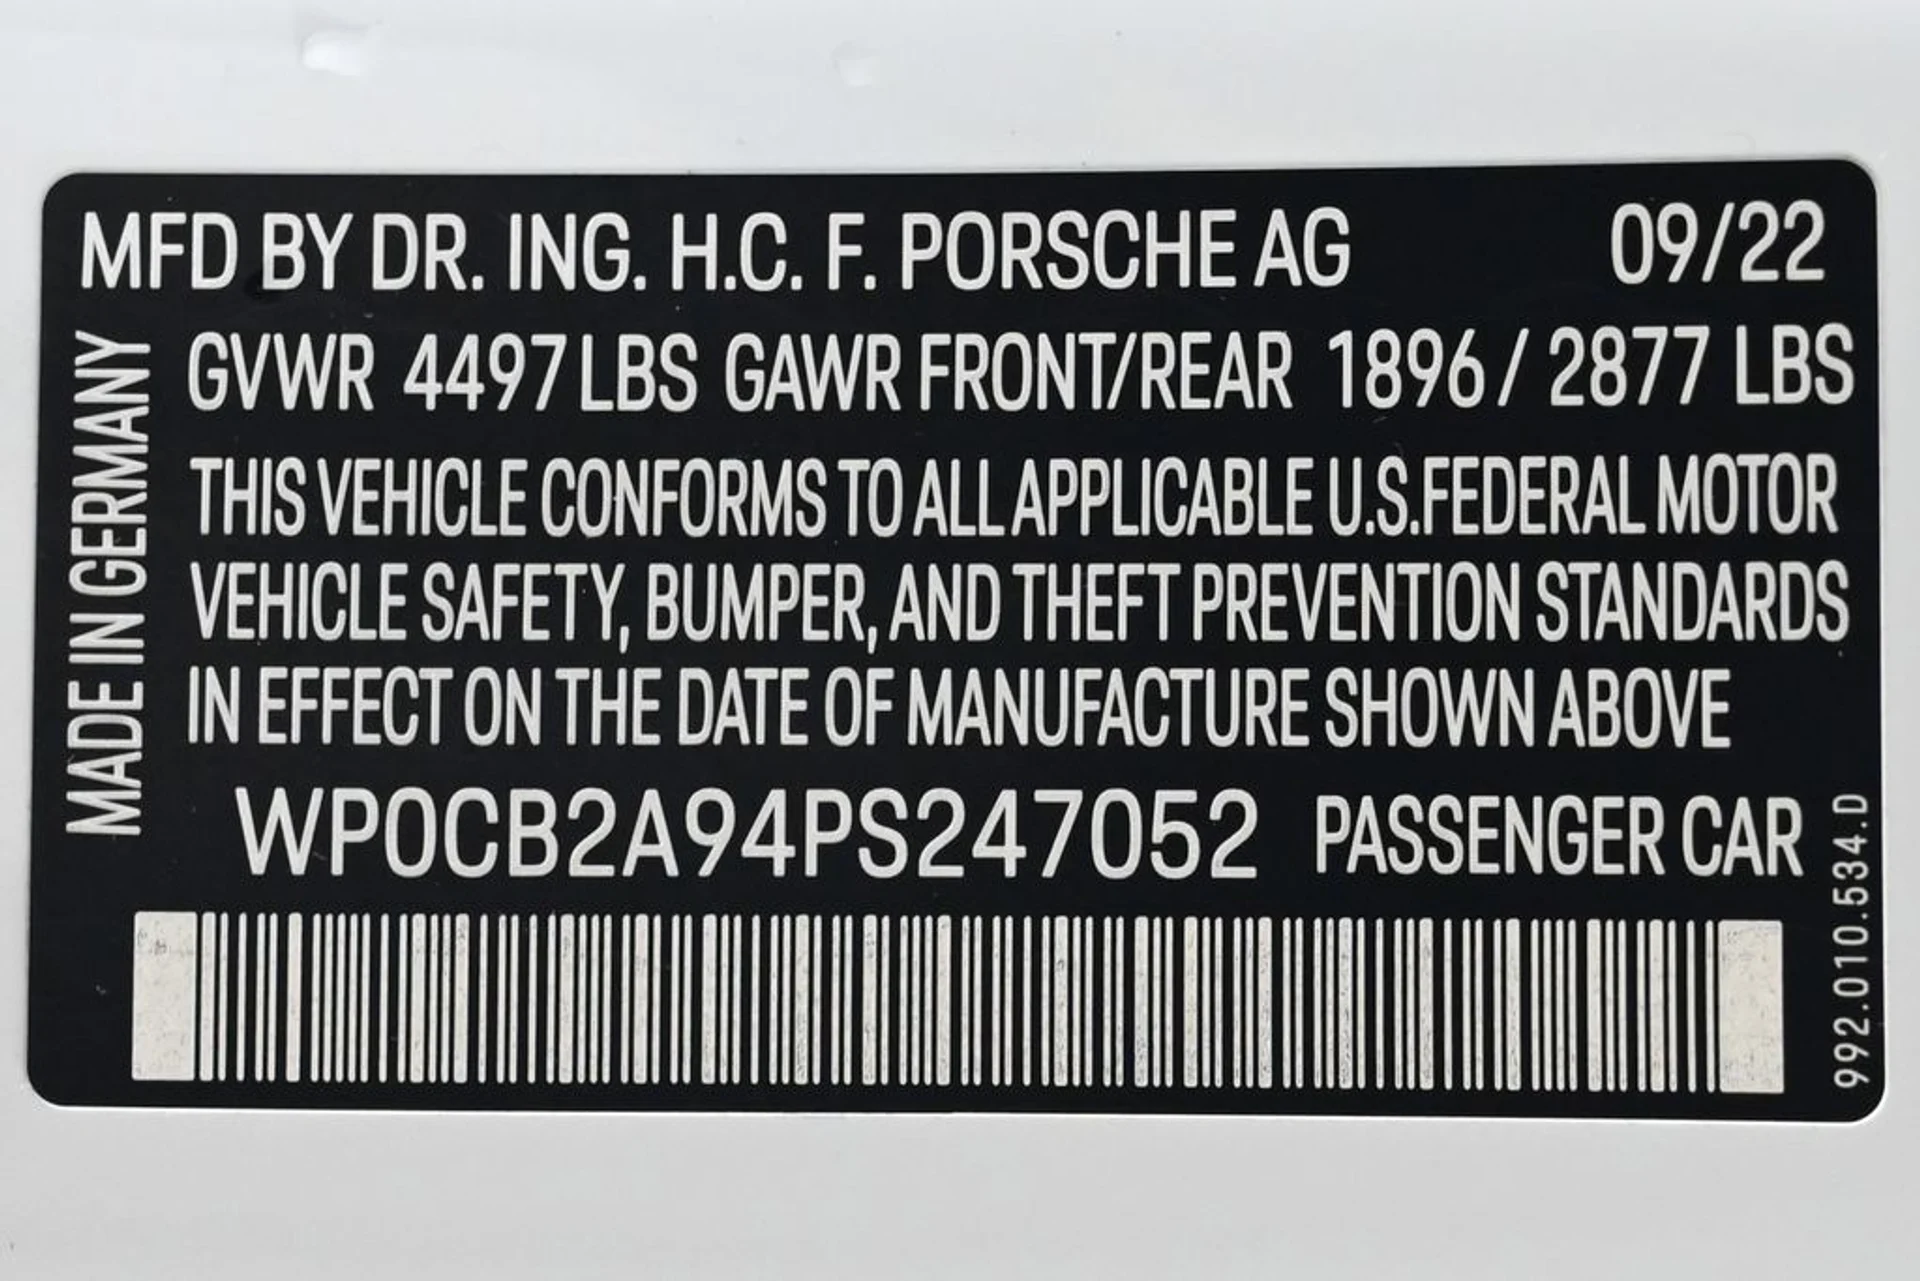 MFD BY DR. ING. H.C. F. PORSCHE AG 09/22
GVWR 4497 LBS GAWR FRONT/REAR 1896 / 2877 LBS
THIS VEHICLE CONFORMS TO ALL APPLICABLE U.S.FEDERAL MOTOR
VEHICLE SAFETY, BUMPER, AND THEFT PREVENTION STANDARDS
IN EFFECT ON THE DATE OF MANUFACTURE SHOWN ABOVE
WP0CB2A94PS247052 PASSENGER CAR
MADE IN GERMANY
992.010.534.D